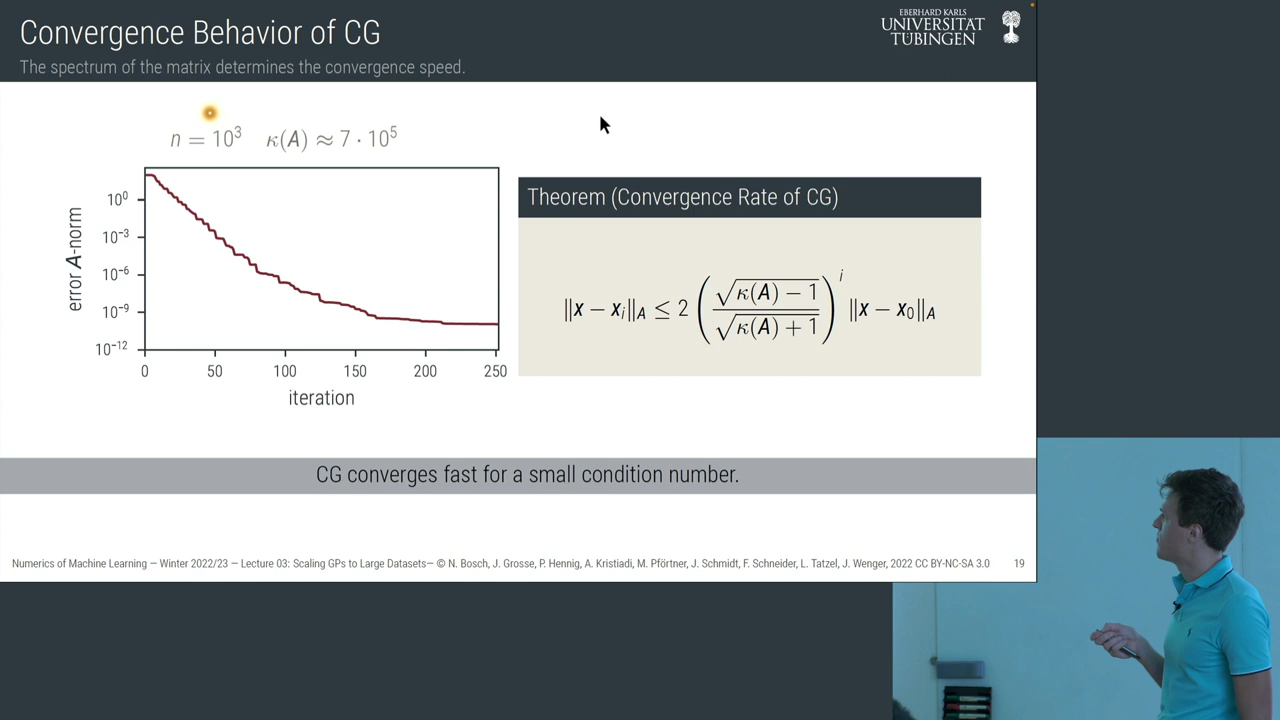 Convergence Behavior of CG
The spectrum of the matrix determines the convergence speed.
EBERHARD KARLS
UNIVERSITÄT
TÜBINGEN
n = 10³ κ(A) ≈ 7 · 10⁵
error A-norm
10⁰
10⁻³
10⁻⁶
10⁻⁹
10⁻¹²
0 50 100 150 200 250
iteration
Theorem (Convergence Rate of CG)
‖x − xᵢ‖_A ≤ 2 (√(κ(A) − 1) / √(κ(A) + 1))ⁱ ‖x − x₀‖_A
CG converges fast for a small condition number.
Numerics of Machine Learning — Winter 2022/23 — Lecture 03: Scaling GPs to Large Datasets— © N. Bosch, J. Grosse, P. Hennig, A. Kristiadi, M. Pförtner, J. Schmidt, F. Schneider, L. Tatzel, J. Wenger, 2022 CC BY-NC-SA 3.0 19